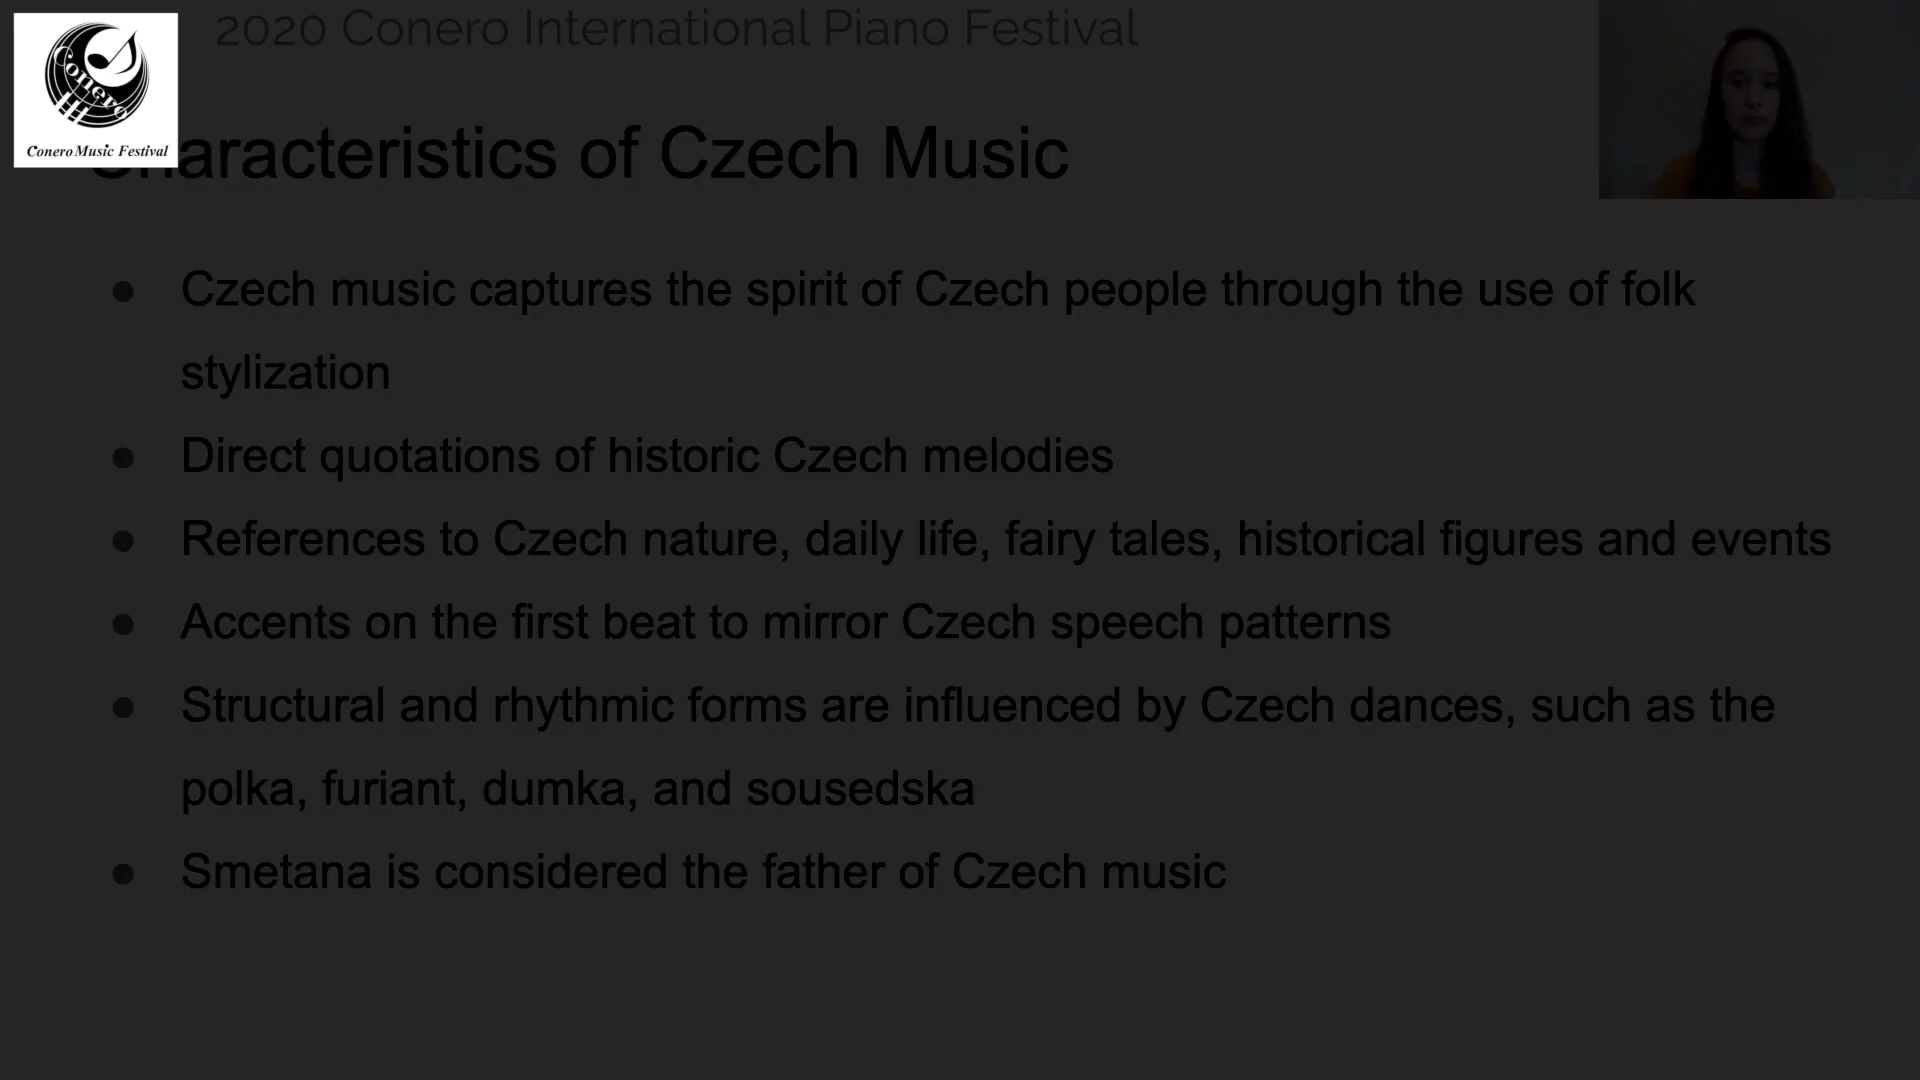 2020 Conero International Piano Festival
Conero
Conero Music Festival
Characteristics of Czech Music
● Czech music captures the spirit of Czech people through the use of folk
stylization
● Direct quotations of historic Czech melodies
● References to Czech nature, daily life, fairy tales, historical figures and events
● Accents on the first beat to mirror Czech speech patterns
● Structural and rhythmic forms are influenced by Czech dances, such as the
polka, furiant, dumka, and sousedska
● Smetana is considered the father of Czech music